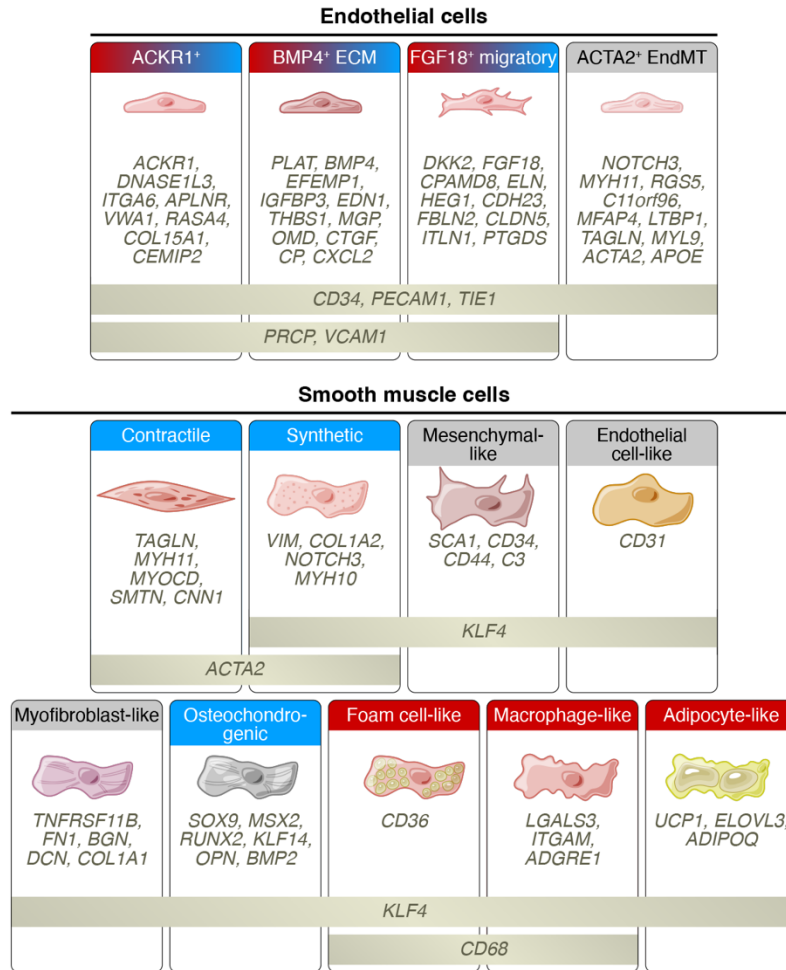 Endothelial cells
ACKR1⁺
BMP4⁺ ECM
FGF18⁺ migratory
ACTA2⁺ EndMT
ACKR1,
DNASE1L3,
ITGA6, APLNR,
VWA1, RASA4,
COL15A1,
CEMIP2
PLAT, BMP4,
EFEMP1,
IGFBP3, EDN1,
THBS1, MGP,
OMD, CTGF,
CP, CXCL2
DKK2, FGF18,
CPAMD8, ELN,
HEG1, CDH23,
FBLN2, CLDN5,
ITLN1, PTGDS
NOTCH3,
MYH11, RGS5,
C11orf96,
MFAP4, LTBP1,
TAGLN, MYL9,
ACTA2, APOE
CD34, PECAM1, TIE1
PRCP, VCAM1
Smooth muscle cells
Contractile
Synthetic
Mesenchymal-
like
Endothelial
cell-like
TAGLN,
MYH11,
MYOCD,
SMTN, CNN1
VIM, COL1A2,
NOTCH3,
MYH10
SCA1, CD34,
CD44, C3
CD31
KLF4
ACTA2
Myofibroblast-like
Osteochondro-
genic
Foam cell-like
Macrophage-like
Adipocyte-like
TNFRSF11B,
FN1, BGN,
DCN, COL1A1
SOX9, MSX2,
RUNX2, KLF14,
OPN, BMP2
CD36
LGALS3,
ITGAM,
ADGRE1
UCP1, ELOVL3,
ADIPOQ
KLF4
CD68